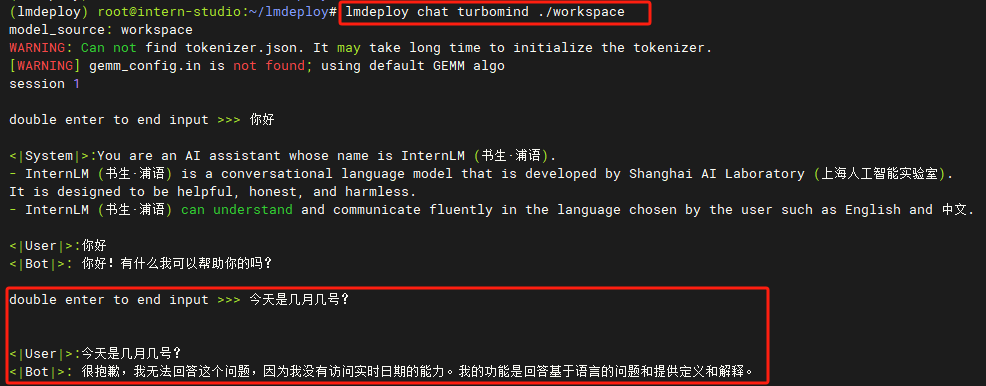 (lmdeploy) root@intern-studio:~/lmdeploy# lmdeploy chat turbomind ./workspace
model_source: workspace
WARNING: Can not find tokenizer.json. It may take long time to initialize the tokenizer.
[WARNING] gemm_config.in is not found; using default GEMM algo
session 1
double enter to end input >>> 你好
<|System|>:You are an AI assistant whose name is InternLM (书生·浦语).
- InternLM (书生·浦语) is a conversational language model that is developed by Shanghai AI Laboratory (上海人工智能实验室).
It is designed to be helpful, honest, and harmless.
- InternLM (书生·浦语) can understand and communicate fluently in the language chosen by the user such as English and 中文.
<|User|>:你好
<|Bot|>: 你好！有什么我可以帮助你的吗？
double enter to end input >>> 今天是几月几号？
<|User|>:今天是几月几号？
<|Bot|>: 很抱歉，我无法回答这个问题，因为我没有访问实时日期的能力。我的功能是回答基于语言的问题和提供定义和解释。